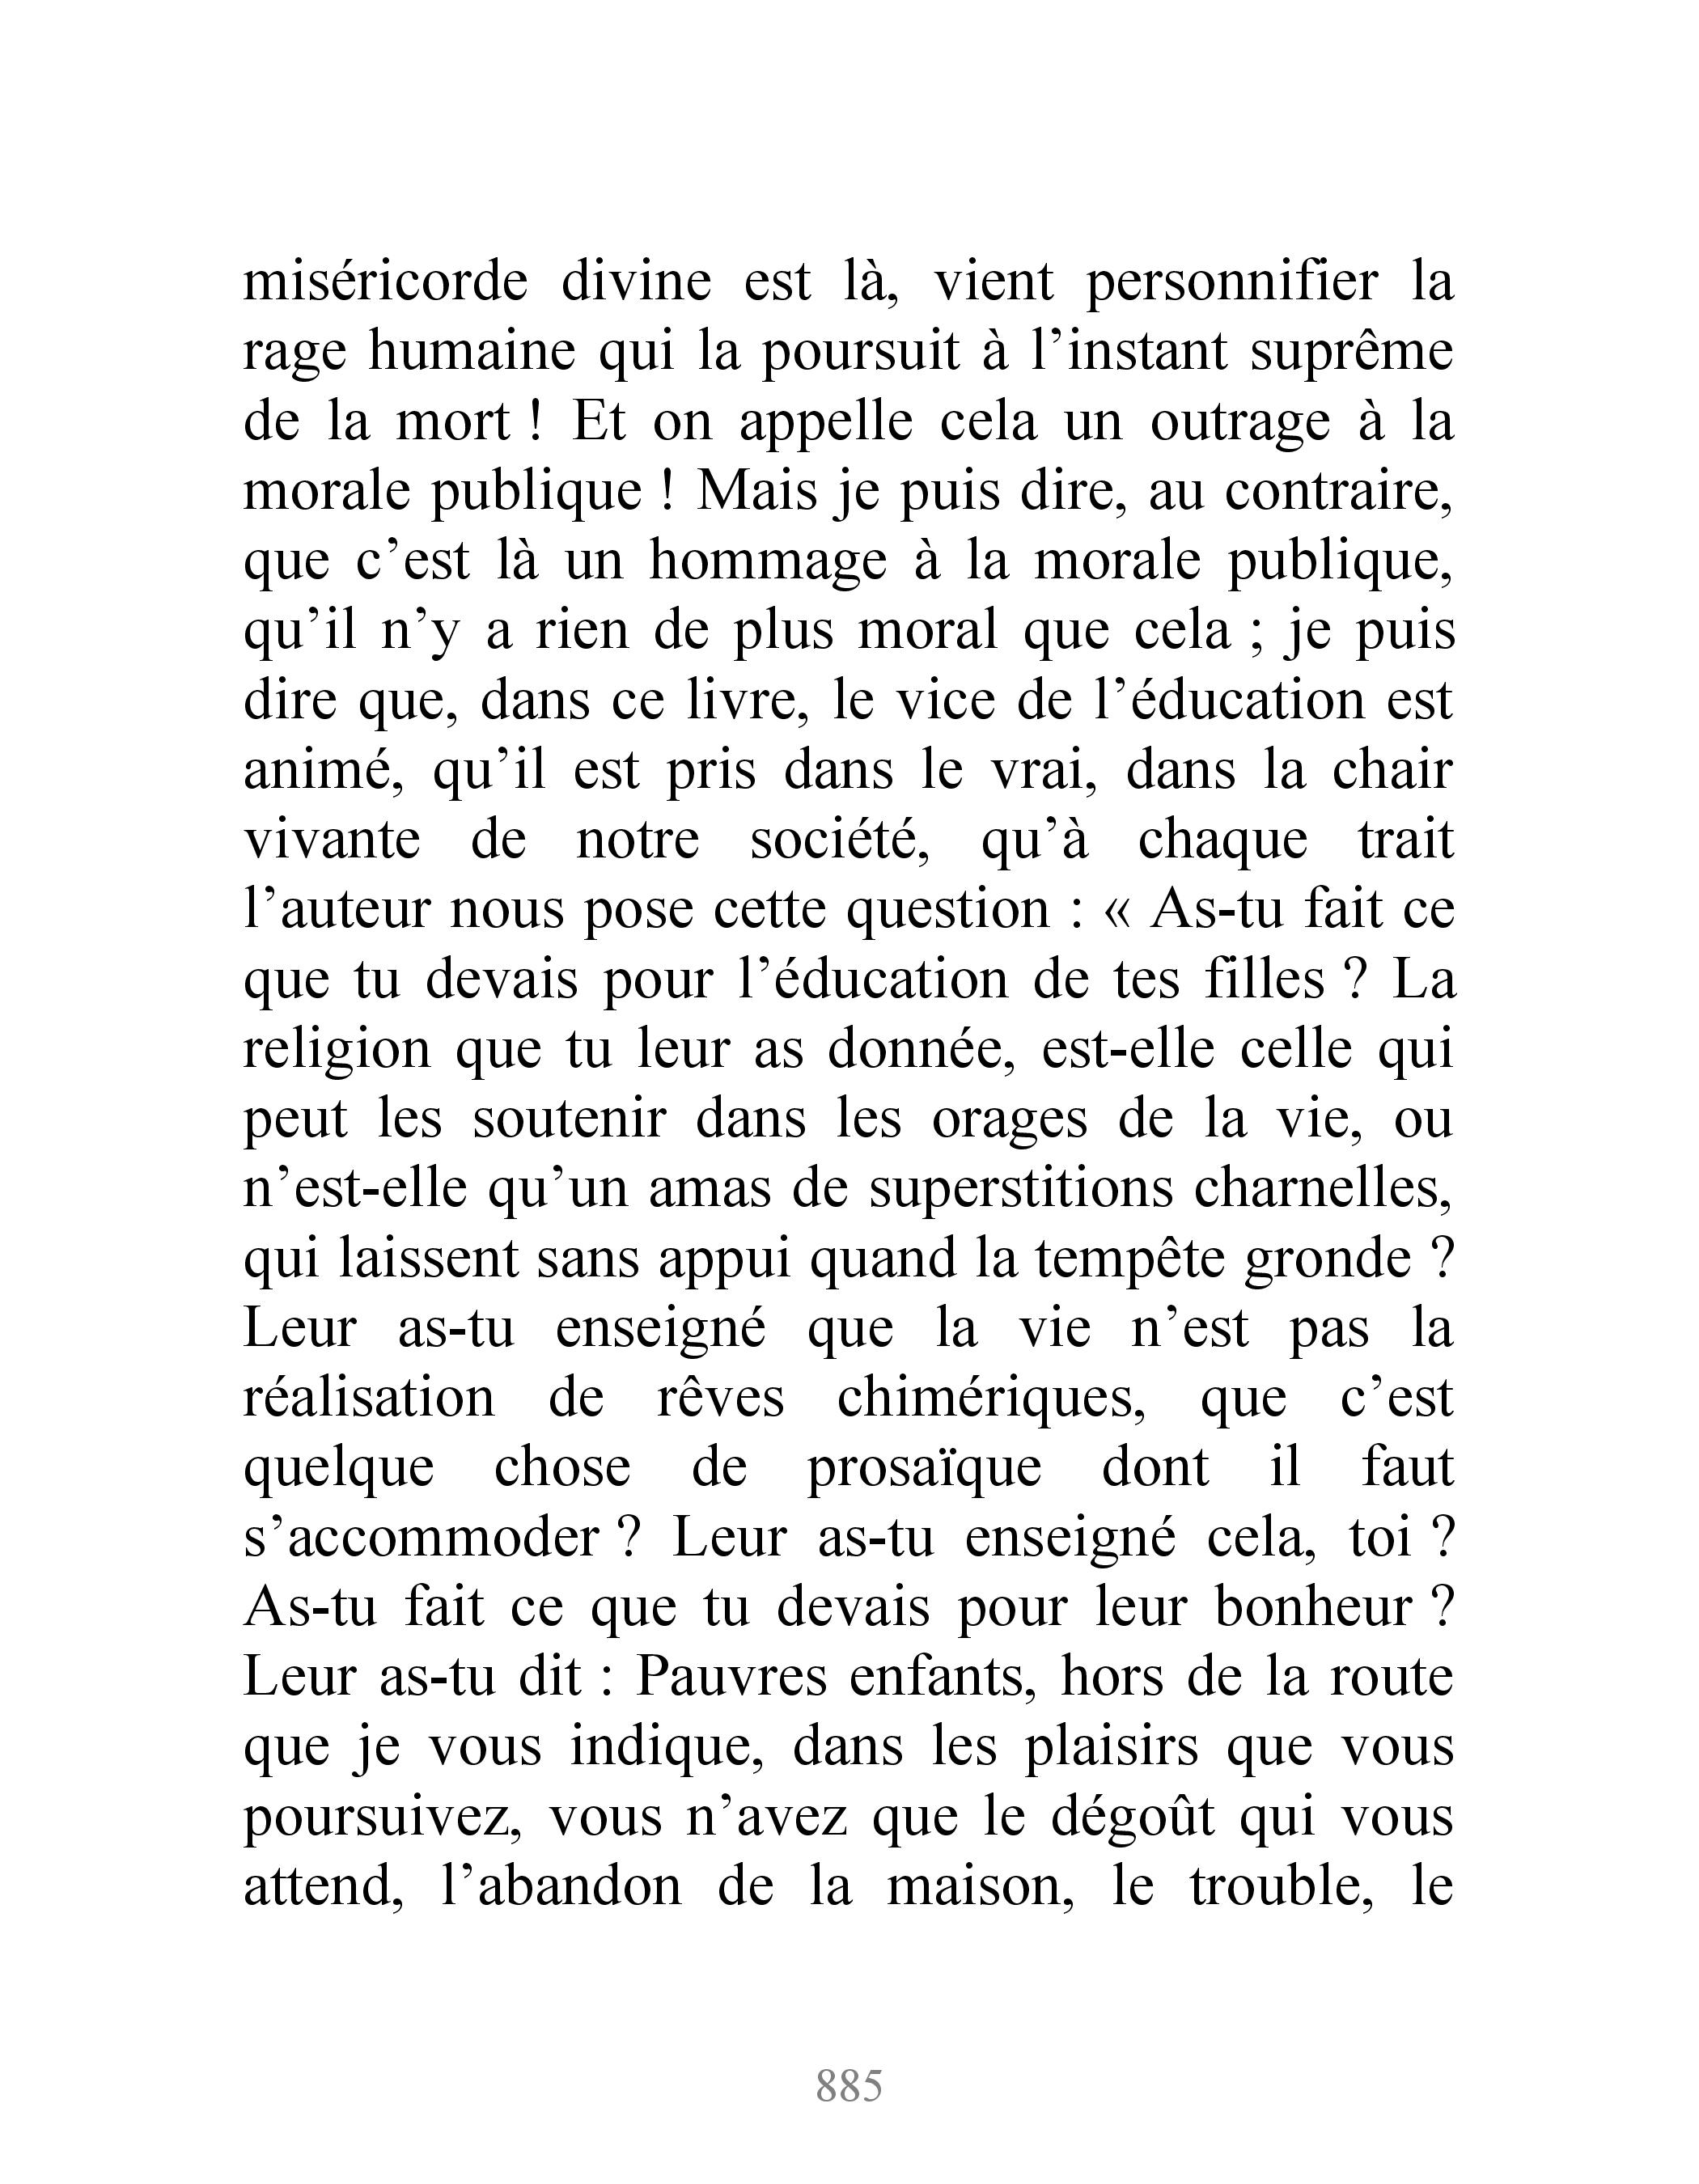 miséricorde divine est là, vient personnifier la
rage humaine qui la poursuit à l’instant suprême
de la mort ! Et on appelle cela un outrage à la
morale publique ! Mais je puis dire, au contraire,
que c’est là un hommage à la morale publique,
qu’il n’y a rien de plus moral que cela ; je puis
dire que, dans ce livre, le vice de l’éducation est
animé, qu’il est pris dans le vrai, dans la chair
vivante de notre société, qu’à chaque trait
l’auteur nous pose cette question : « As-tu fait ce
que tu devais pour l’éducation de tes filles ? La
religion que tu leur as donnée, est-elle celle qui
peut les soutenir dans les orages de la vie, ou
n’est-elle qu’un amas de superstitions charnelles,
qui laissent sans appui quand la tempête gronde ?
Leur as-tu enseigné que la vie n’est pas la
réalisation de rêves chimériques, que c’est
quelque chose de prosaïque dont il faut
s’accommoder ? Leur as-tu enseigné cela, toi ?
As-tu fait ce que tu devais pour leur bonheur ?
Leur as-tu dit : Pauvres enfants, hors de la route
que je vous indique, dans les plaisirs que vous
poursuivez, vous n’avez que le dégoût qui vous
attend, l’abandon de la maison, le trouble, le
885